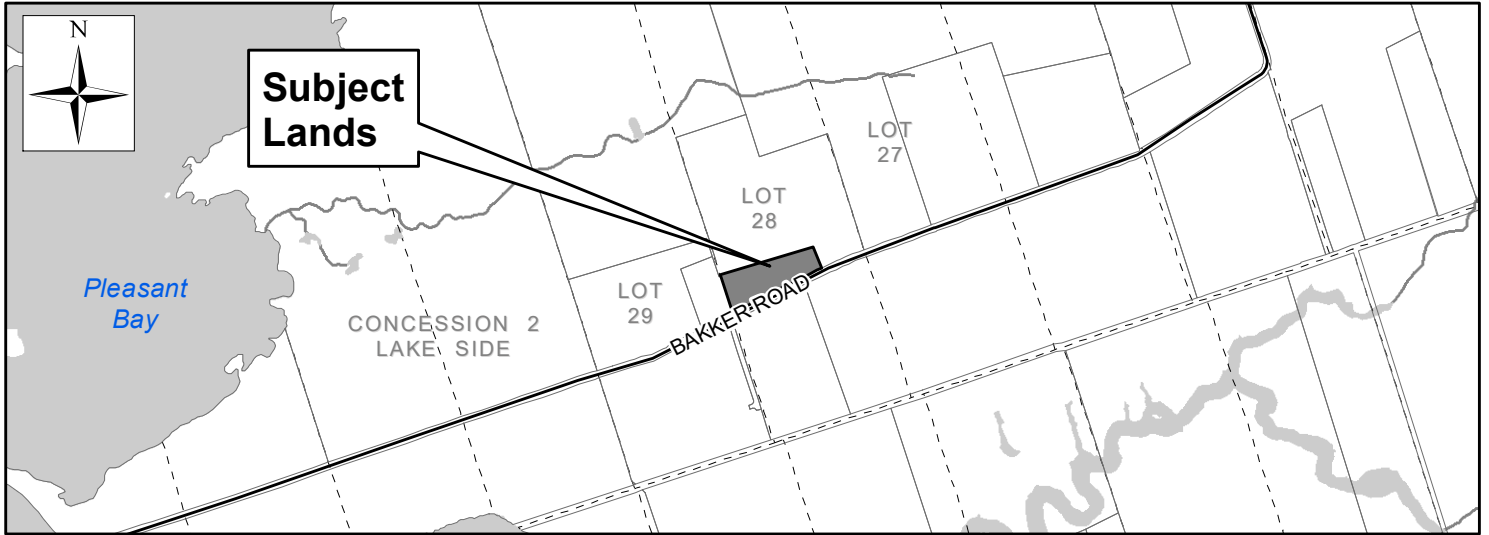 N
Subject
Lands
LOT
27
LOT
28
Pleasant
Bay
LOT
29
CONCESSION 2
LAKE SIDE
BAKKER ROAD